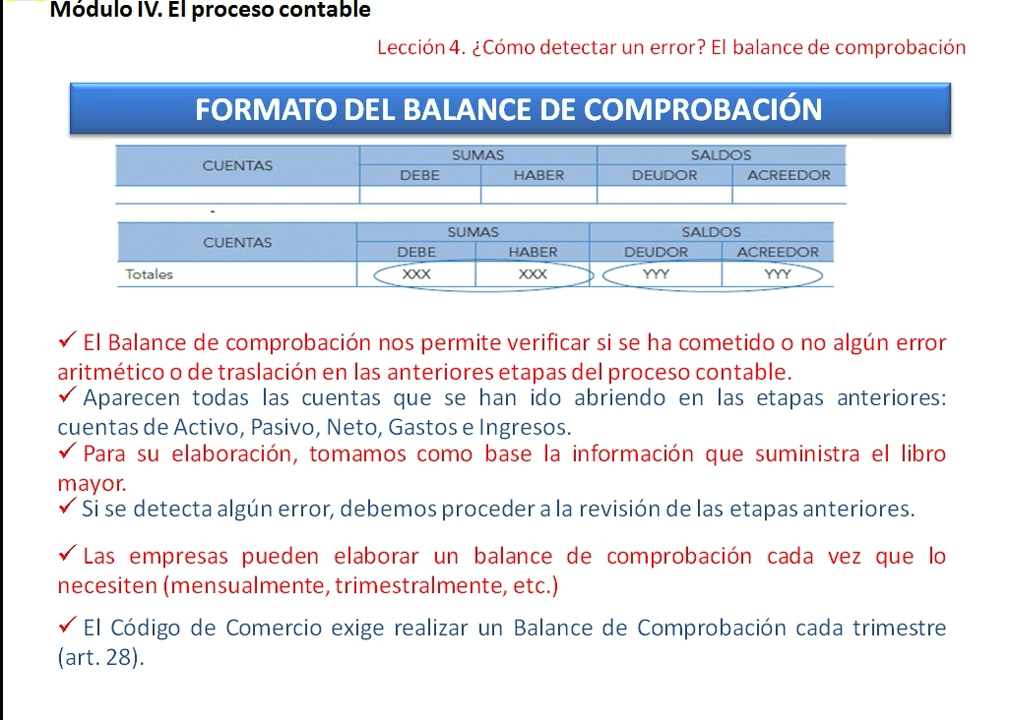 Módulo IV. El proceso contable
Lección 4. ¿Cómo detectar un error? El balance de comprobación
FORMATO DEL BALANCE DE COMPROBACIÓN
CUENTAS SUMAS SALDOS
DEBE HABER DEUDOR ACREEDOR
CUENTAS SUMAS SALDOS
DEBE HABER DEUDOR ACREEDOR
Totales XXX XXX YYY YYY
✓ El Balance de comprobación nos permite verificar si se ha cometido o no algún error
aritmético o de traslación en las anteriores etapas del proceso contable.
✓ Aparecen todas las cuentas que se han ido abriendo en las etapas anteriores:
cuentas de Activo, Pasivo, Neto, Gastos e Ingresos.
✓ Para su elaboración, tomamos como base la información que suministra el libro
mayor.
✓ Si se detecta algún error, debemos proceder a la revisión de las etapas anteriores.
✓ Las empresas pueden elaborar un balance de comprobación cada vez que lo
necesiten (mensualmente, trimestralmente, etc.)
✓ El Código de Comercio exige realizar un Balance de Comprobación cada trimestre
(art. 28).